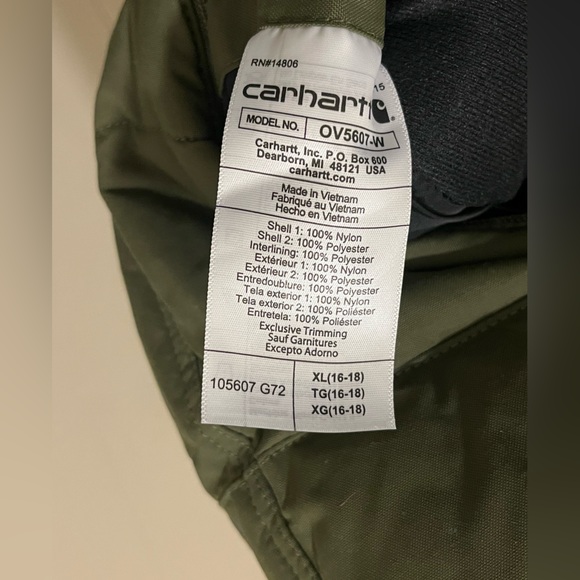 RN#14806
15
carhartt
MODEL NO. OV5607-W
Carhartt, Inc. P.O. Box 600
Dearborn, MI 48121 USA
carhartt.com
Made in Vietnam
Fabriqué au Vietnam
Hecho en Vietnam
Shell 1: 100% Nylon
Shell 2: 100% Polyester
Interlining: 100% Polyester
Extérieur 1: 100% Nylon
Extérieur 2: 100% Polyester
Entredoublure: 100% Polyester
Tela exterior 1: 100% Nylon
Tela exterior 2: 100% Poliéster
Entretela: 100% Poliéster
Exclusive Trimming
Sauf Garnitures
Excepto Adorno
105607 G72
XL(16-18)
TG(16-18)
XG(16-18)